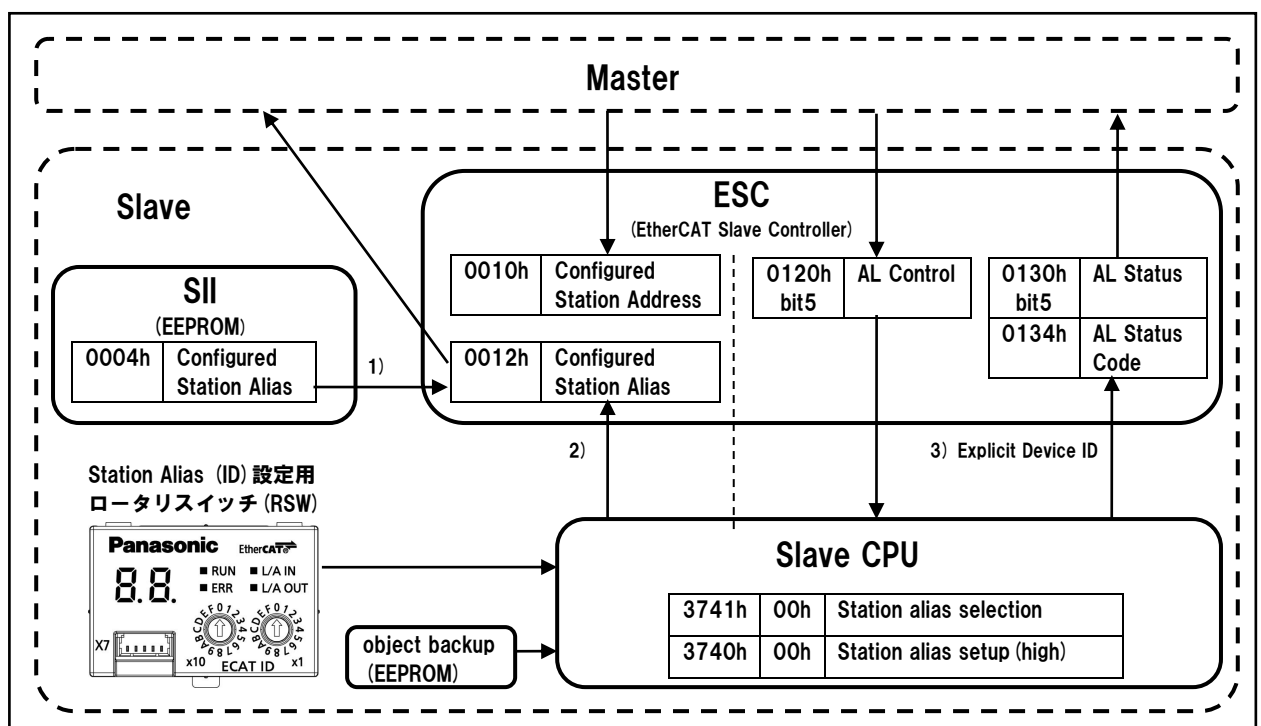 Master
Slave
ESC
(EtherCAT Slave Controller)
0010h Configured
Station Address
0120h AL Control
bit5
0130h AL Status
bit5
0134h AL Status
Code
SII
(EEPROM)
0004h Configured
Station Alias
1)
0012h Configured
Station Alias
2)
3) Explicit Device ID
Station Alias (ID) 設定用
ロータリスイッチ(RSW)
Panasonic EtherCAT
8.8.
RUN L/A IN
ERR L/A OUT
0123456789ABCDEF
0123456789ABCDEF
X7
x10 ECAT ID x1
object backup
(EEPROM)
Slave CPU
3741h 00h Station alias selection
3740h 00h Station alias setup (high)